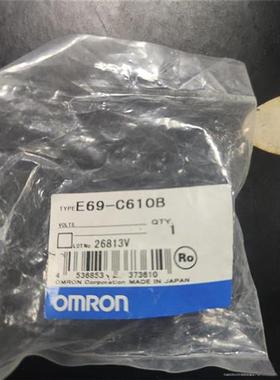 TYPE E69-C610B
VOLTS
QTY 1
LOT No 26813V
Ro
4 536853 373610
OMRON Corporation MADE IN JAPAN
OMRON